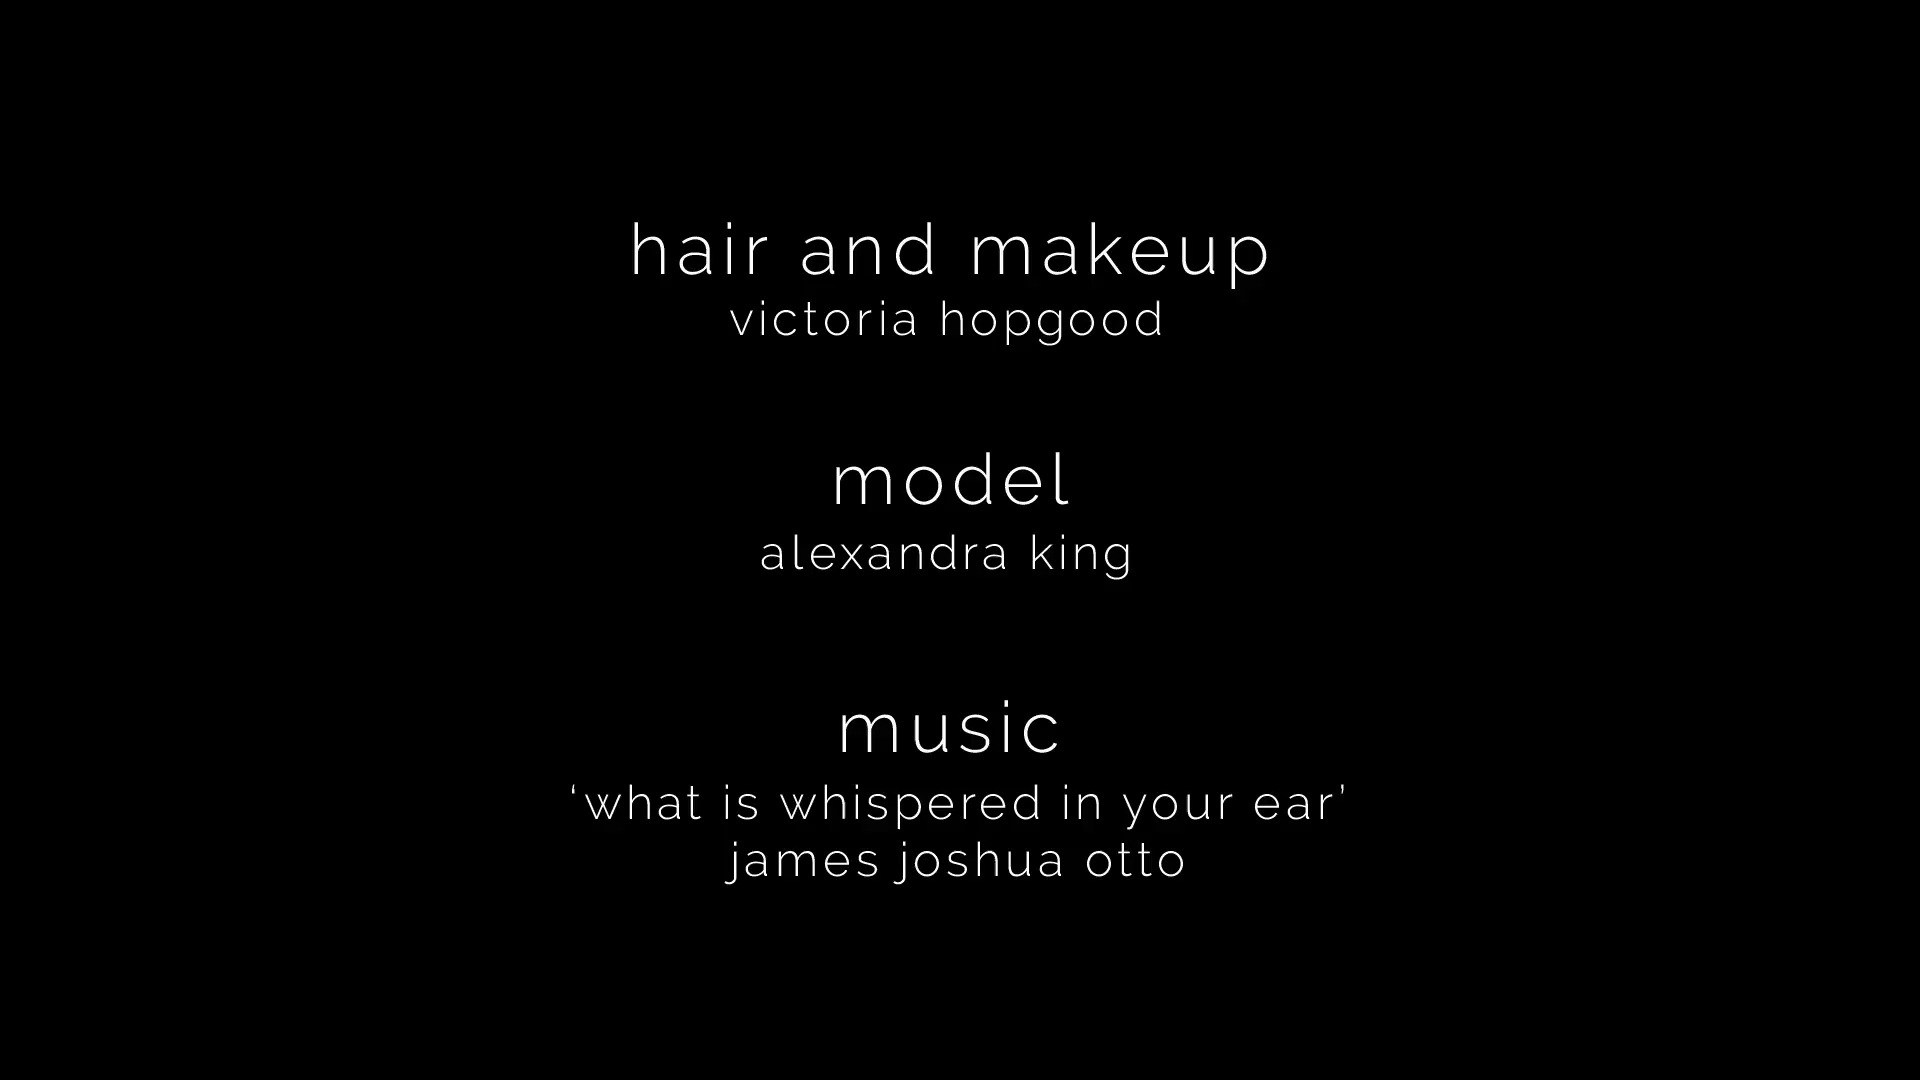 hair and makeup
victoria hopgood
model
alexandra king
music
‘what is whispered in your ear’
james joshua otto